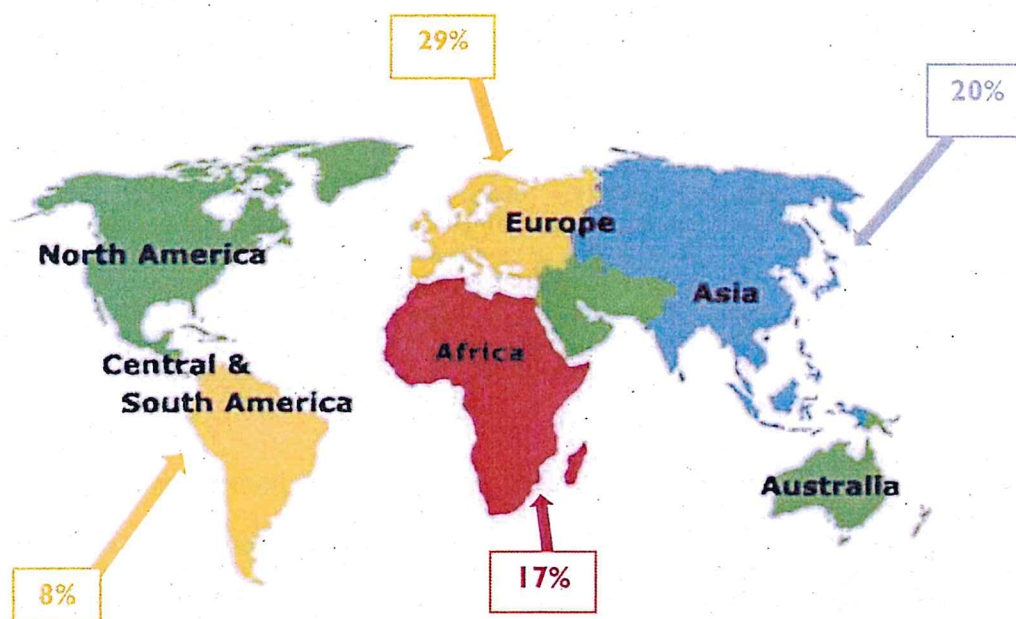 29%
20%
Europe
North America
Asia
Africa
Central &
South America
Australia
17%
8%